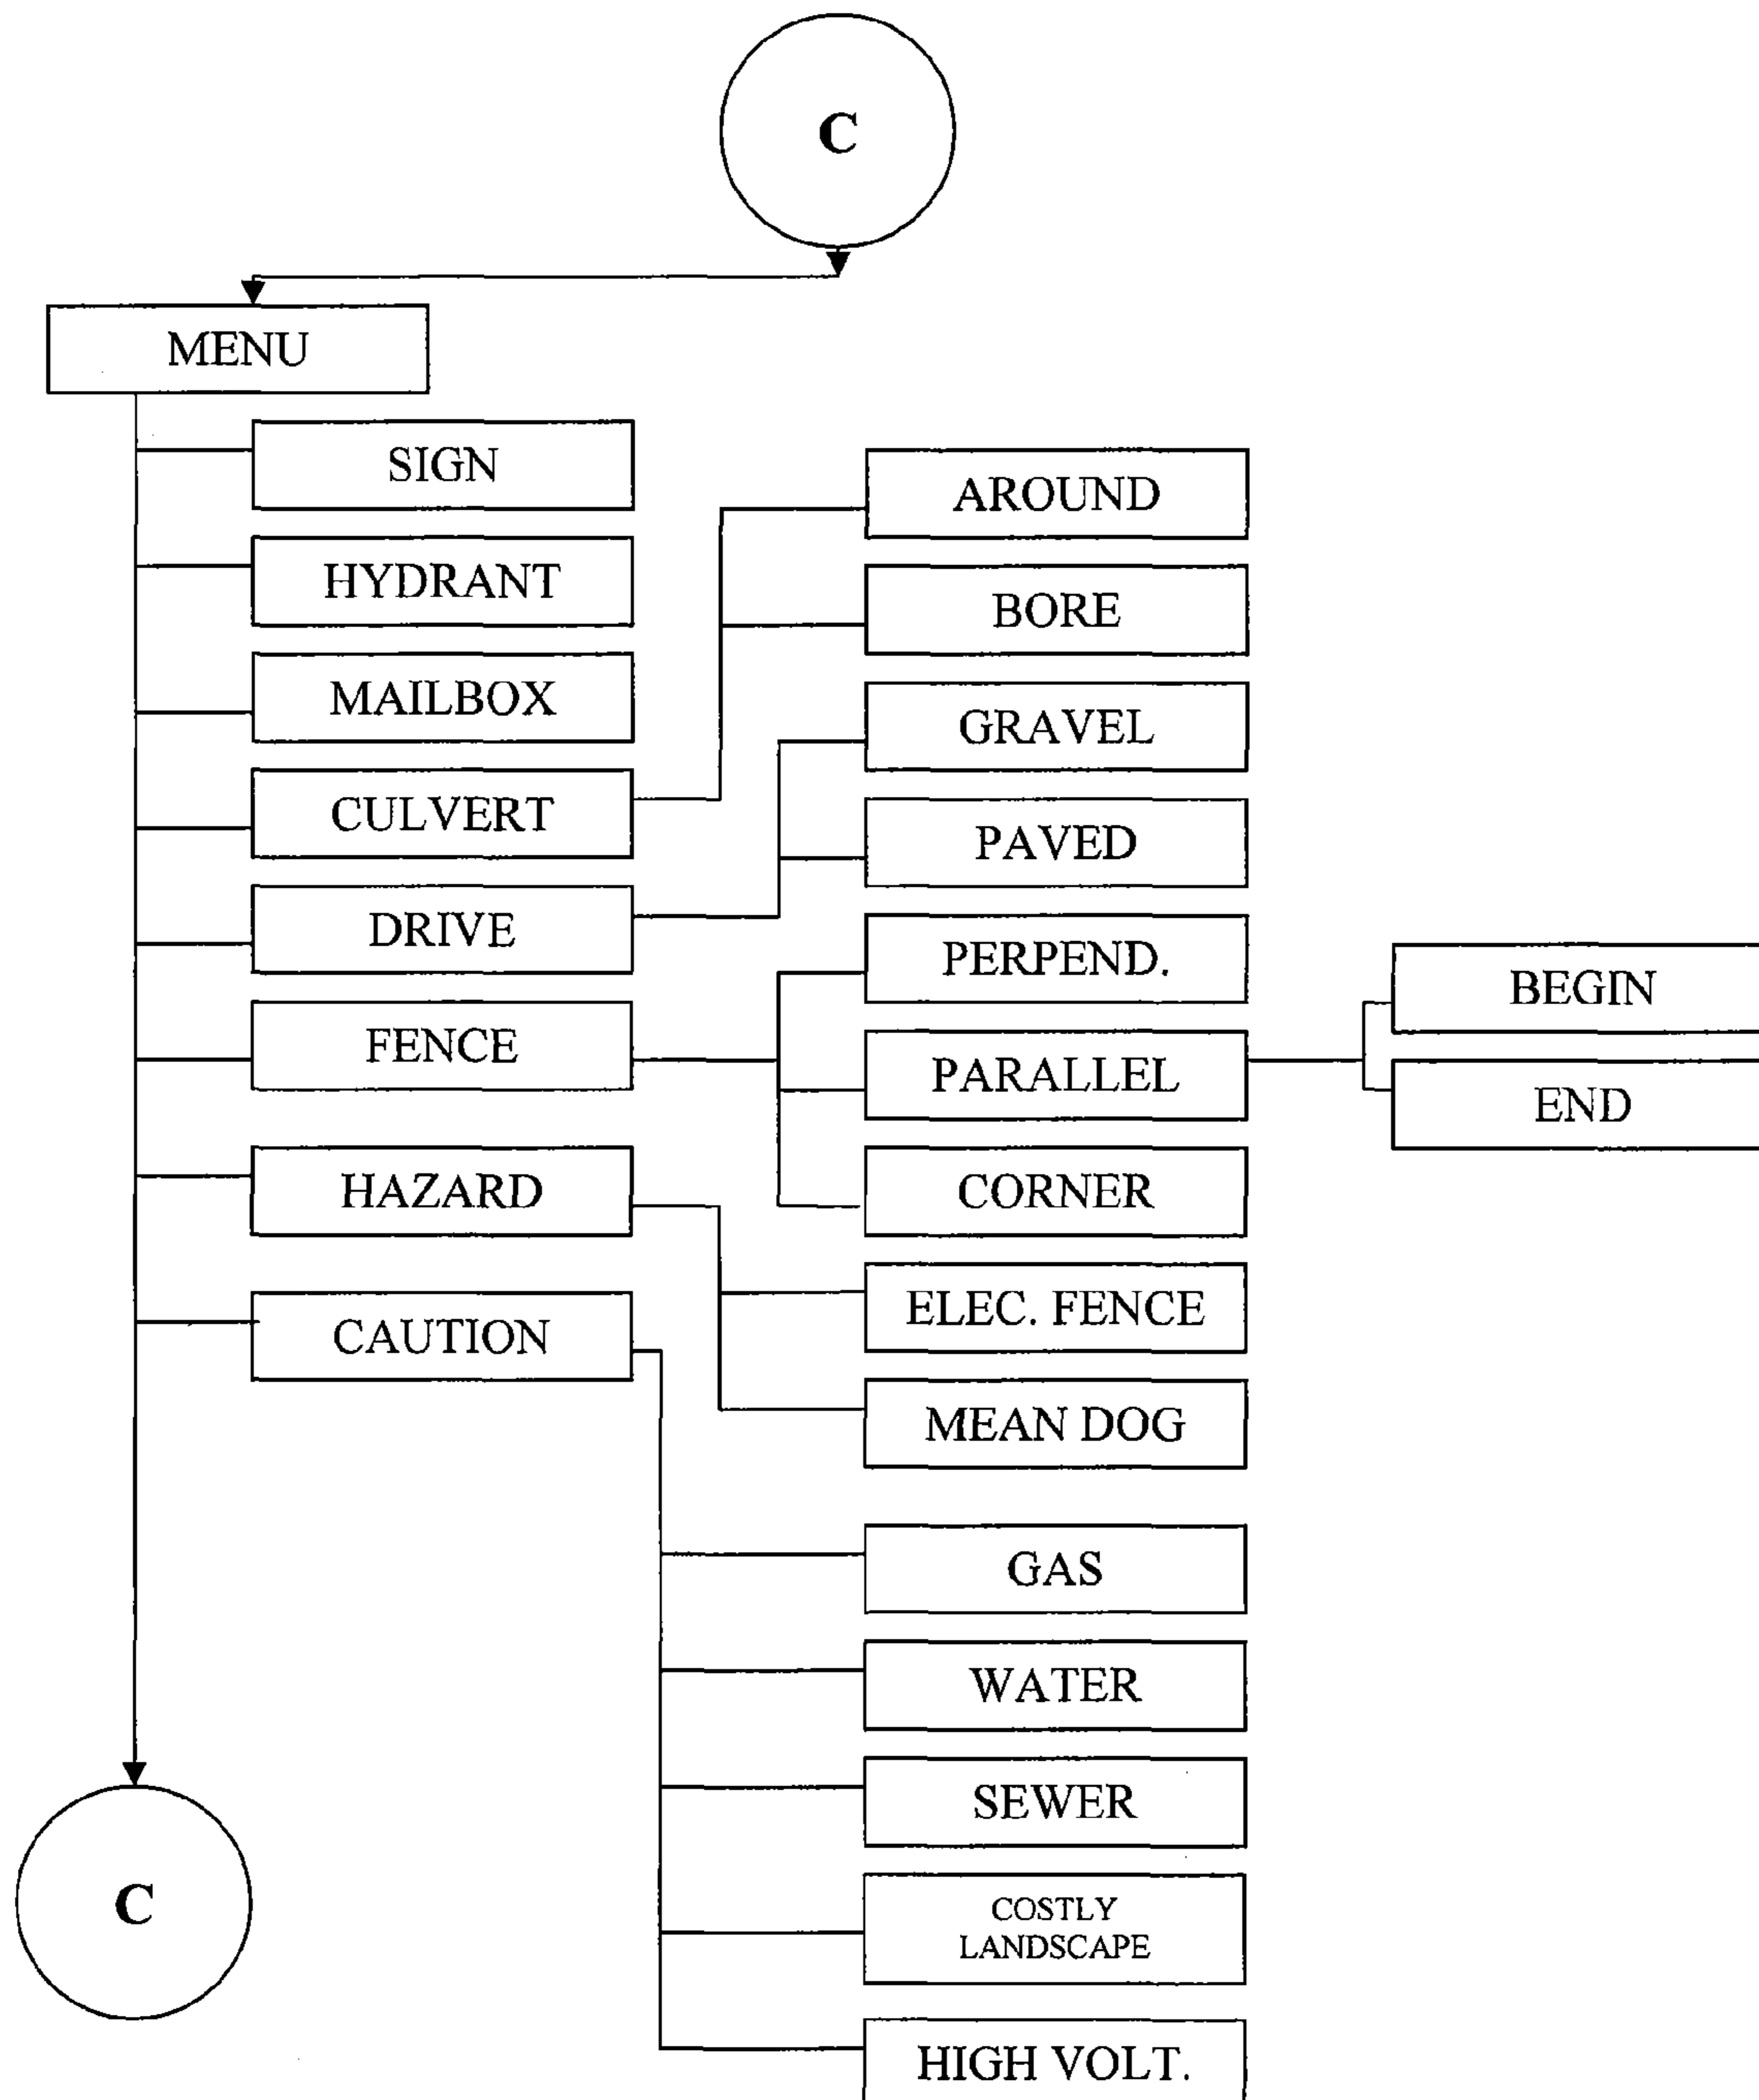 C
MENU
SIGN
HYDRANT
MAILBOX
CULVERT
DRIVE
FENCE
HAZARD
CAUTION
AROUND
BORE
GRAVEL
PAVED
PERPEND.
PARALLEL
CORNER
ELEC. FENCE
MEAN DOG
GAS
WATER
SEWER
COSTLY
LANDSCAPE
HIGH VOLT.
BEGIN
END
C